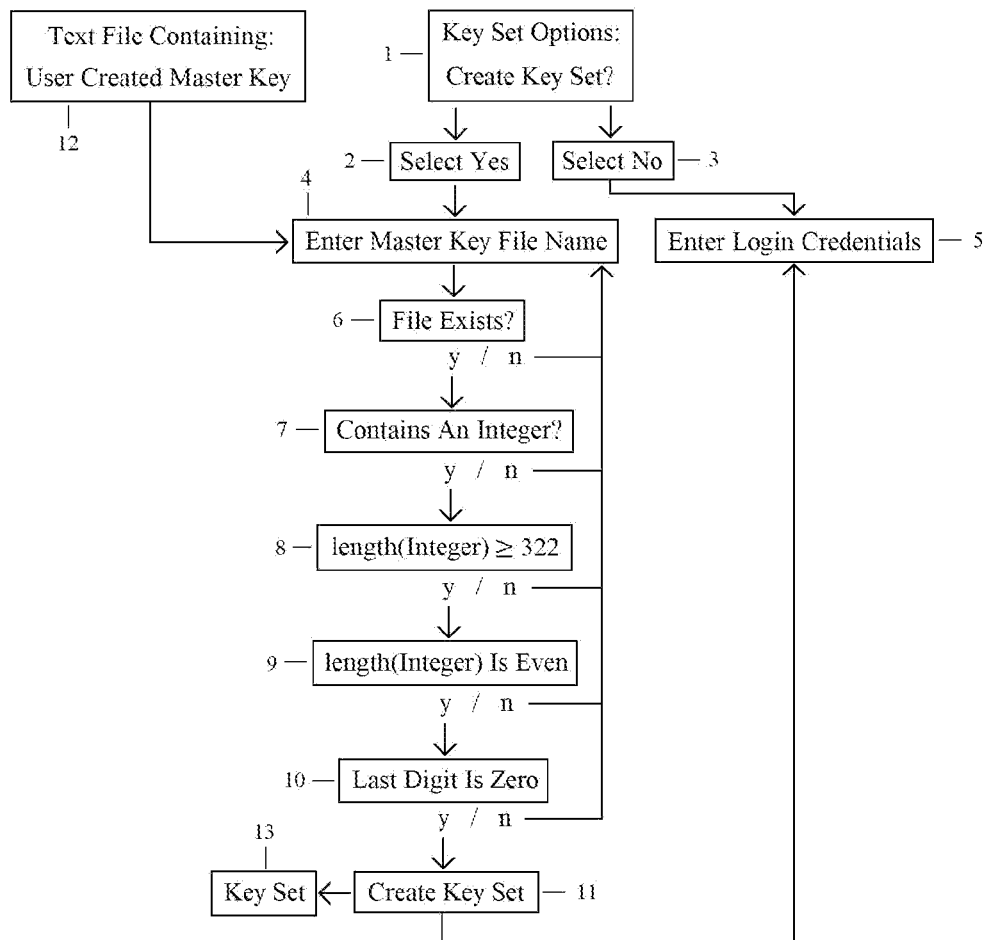 Text File Containing:
User Created Master Key
12
Key Set Options:
Create Key Set?
1
2
Select Yes
Select No
3
4
Enter Master Key File Name
Enter Login Credentials
5
6
File Exists?
y / n
7
Contains An Integer?
y / n
8
length(Integer) ≥ 322
y / n
9
length(Integer) Is Even
y / n
10
Last Digit Is Zero
y / n
13
Key Set
Create Key Set
11